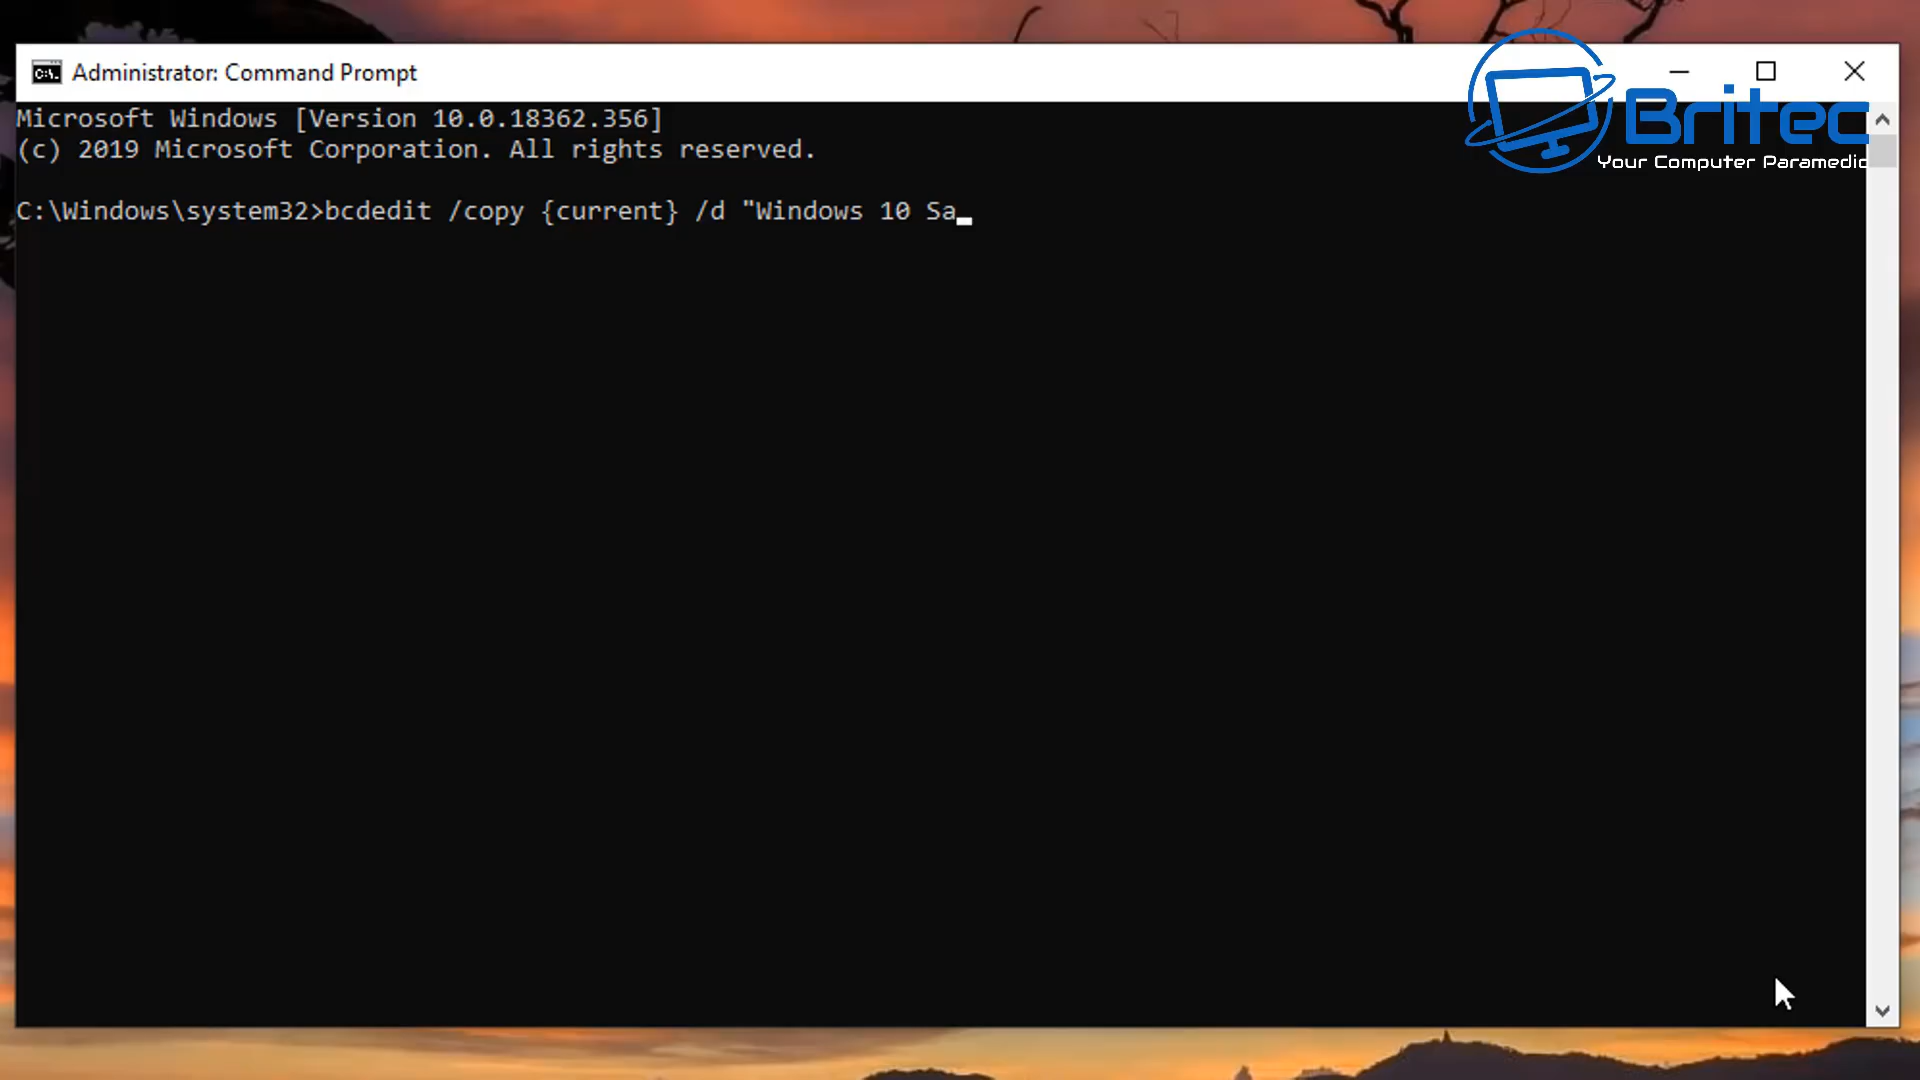 Administrator: Command Prompt
Britec
Your Computer Paramedic
Microsoft Windows [Version 10.0.18362.356]
(c) 2019 Microsoft Corporation. All rights reserved.
C:\Windows\system32>bcdedit /copy {current} /d "Windows 10 Sa